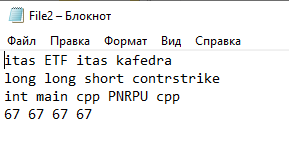 File2 – Блокнот
Файл Правка Формат Вид Справка
itas ETF itas kafedra
long long short contrstrike
int main cpp PNRPU cpp
67 67 67 67